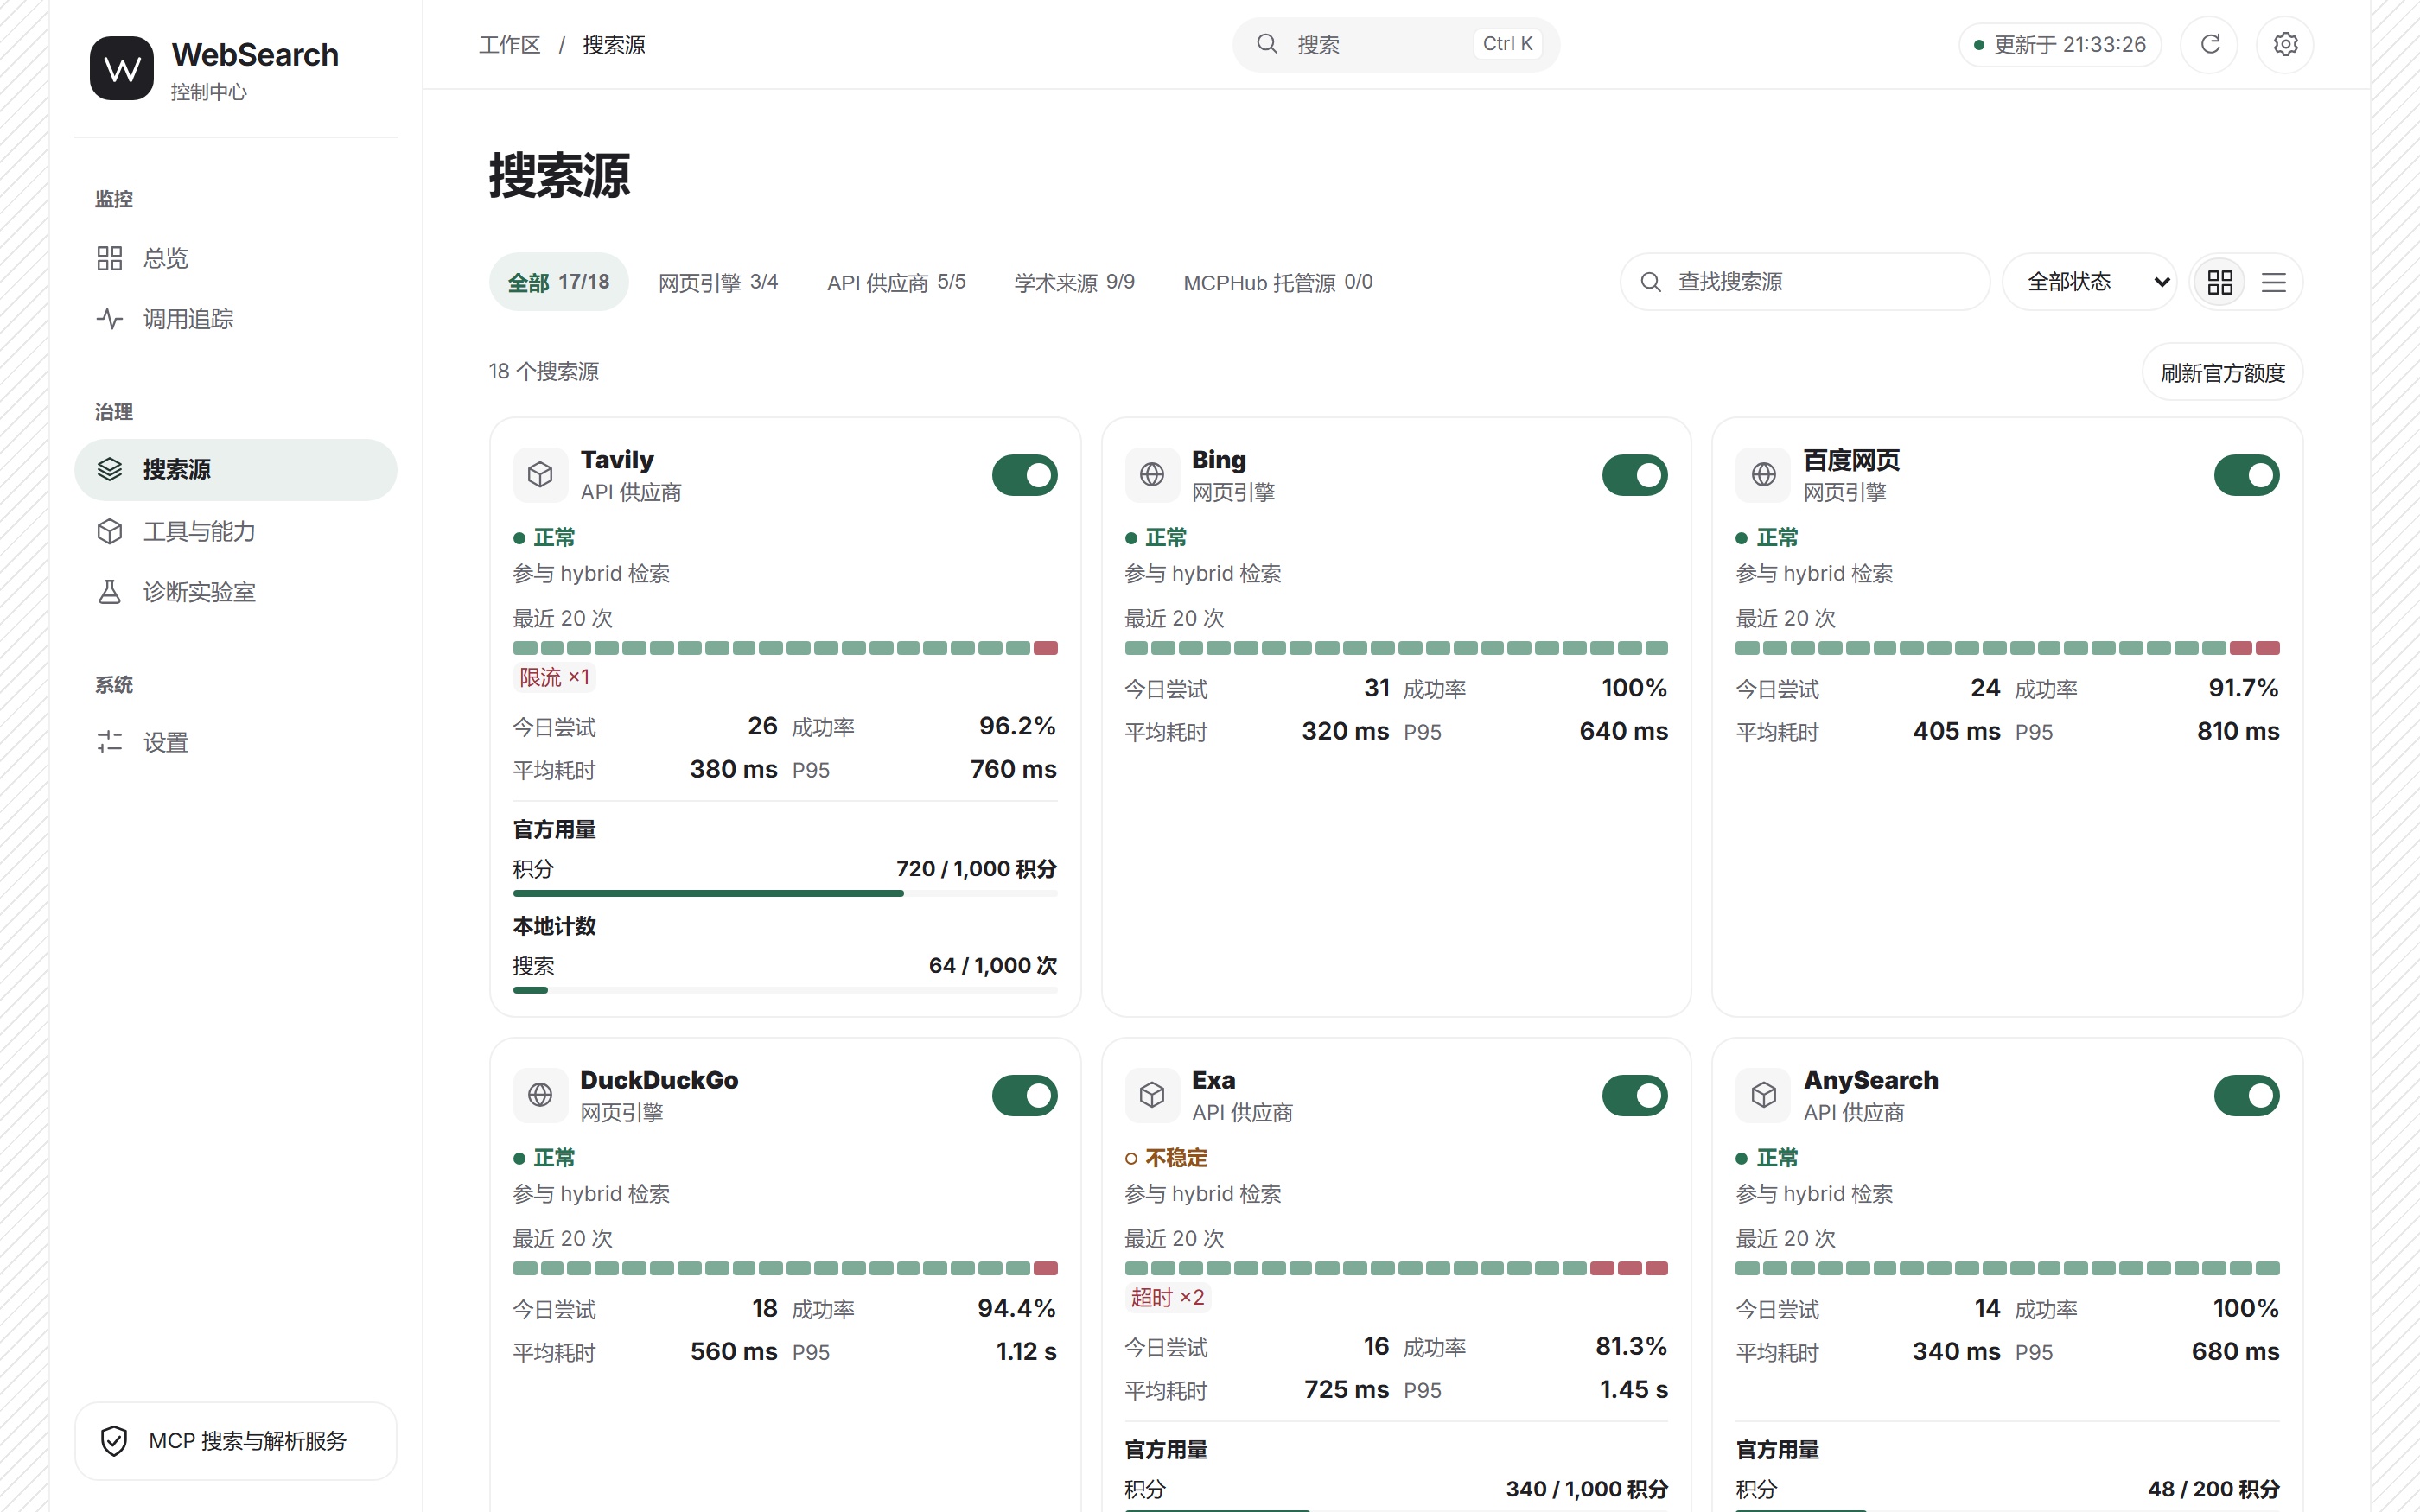 WebSearch
控制中心
监控
总览
调用追踪
治理
搜索源
工具与能力
诊断实验室
系统
设置
MCP 搜索与解析服务
工作区 / 搜索源
搜索 Ctrl K
更新于 21:33:26
搜索源
全部 17/18 网页引擎 3/4 API 供应商 5/5 学术来源 9/9 MCPHub 托管源 0/0
查找搜索源
全部状态
18 个搜索源
刷新官方额度
Tavily
API 供应商
正常
参与 hybrid 检索
最近 20 次
限流 ×1
今日尝试 26 成功率 96.2%
平均耗时 380 ms P95 760 ms
官方用量
积分 720 / 1,000 积分
本地计数
搜索 64 / 1,000 次
Bing
网页引擎
正常
参与 hybrid 检索
最近 20 次
今日尝试 31 成功率 100%
平均耗时 320 ms P95 640 ms
百度网页
网页引擎
正常
参与 hybrid 检索
最近 20 次
今日尝试 24 成功率 91.7%
平均耗时 405 ms P95 810 ms
DuckDuckGo
网页引擎
正常
参与 hybrid 检索
最近 20 次
今日尝试 18 成功率 94.4%
平均耗时 560 ms P95 1.12 s
Exa
API 供应商
不稳定
参与 hybrid 检索
最近 20 次
超时 ×2
今日尝试 16 成功率 81.3%
平均耗时 725 ms P95 1.45 s
官方用量
积分 340 / 1,000 积分
AnySearch
API 供应商
正常
参与 hybrid 检索
最近 20 次
今日尝试 14 成功率 100%
平均耗时 340 ms P95 680 ms
官方用量
积分 48 / 200 积分